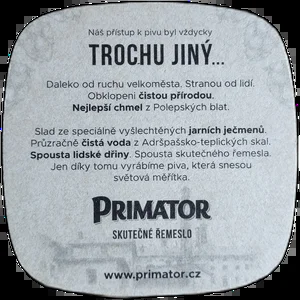 Náš přístup k pivu byl vždycky
TROCHU JINÝ...
Daleko od ruchu velkoměsta. Stranou od lidí.
Obklopeni čistou přírodou.
Nejlepší chmel z Polepských blat.
Slad ze speciálně vyšlechtěných jarních ječmenů.
Průzračně čistá voda z Adršpašsko-teplických skal.
Spousta lidské dřiny. Spousta skutečného řemesla.
Jen díky tomu vyrábíme piva, která snesou
světová měřítka.
PRIMATOR
SKUTEČNÉ ŘEMESLO
www.primator.cz